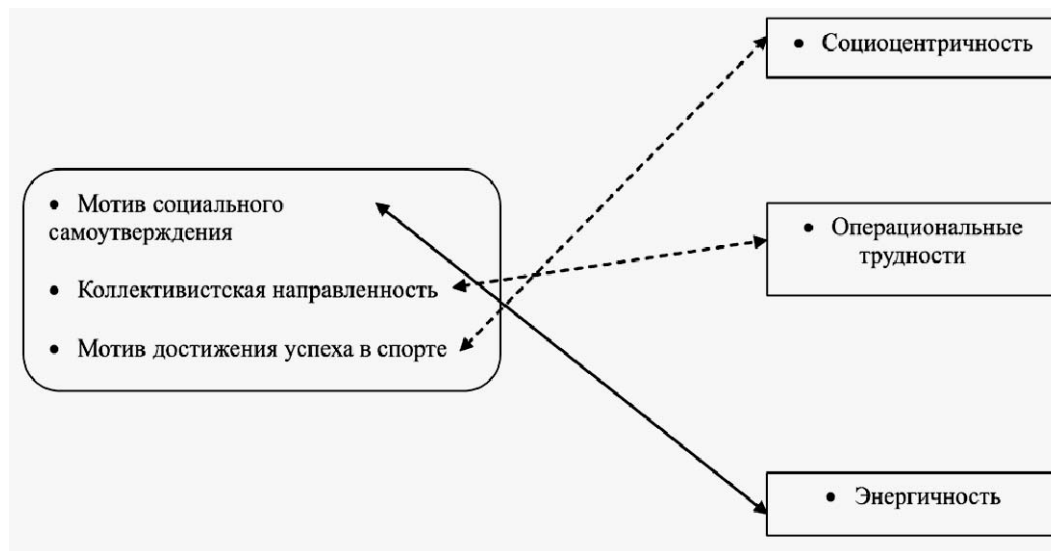 • Социоцентричность
• Мотив социального
самоутверждения
• Коллективистская направленность
• Мотив достижения успеха в спорте
• Операциональные
трудности
• Энергичность